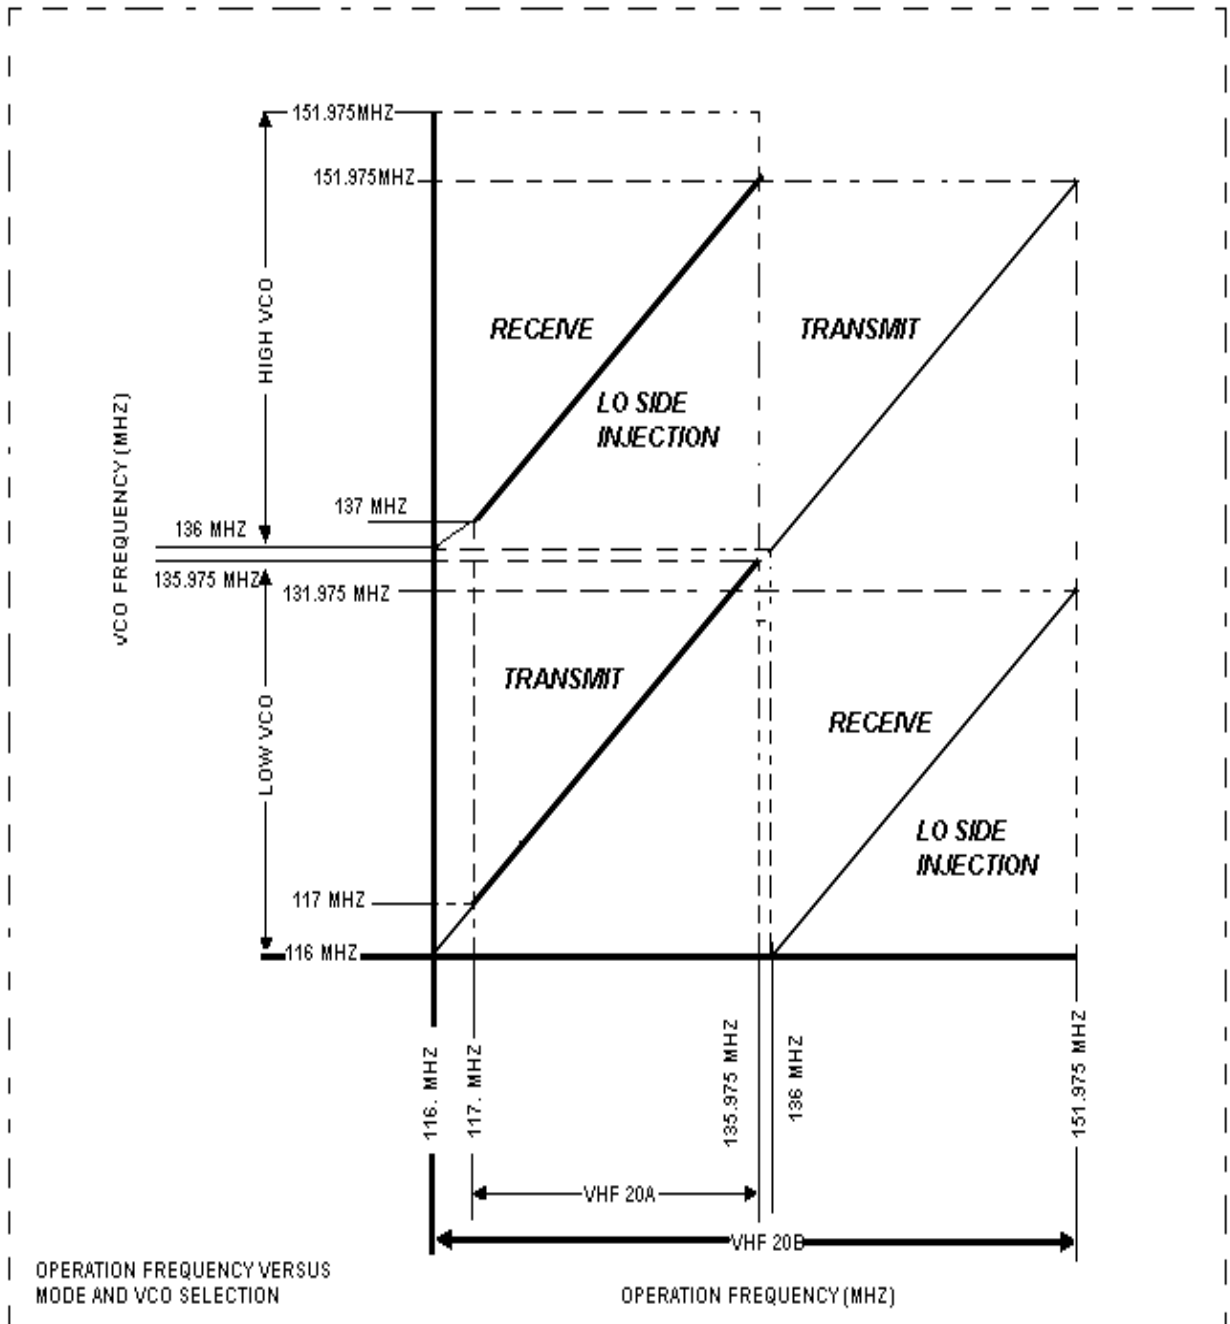 151.975MHZ
151.975MHZ
HIGH VCO
RECEIVE
TRANSMIT
LO SIDE
INJECTION
VCO FREQUENCY (MHZ)
137 MHZ
136 MHZ
135.975 MHZ
131.975 MHZ
TRANSMIT
LOW VCO
RECEIVE
LO SIDE
INJECTION
117 MHZ
116 MHZ
116. MHZ
117. MHZ
135.975 MHZ
136 MHZ
151.975 MHZ
VHF 20A
VHF 20B
OPERATION FREQUENCY VERSUS
MODE AND VCO SELECTION
OPERATION FREQUENCY (MHZ)